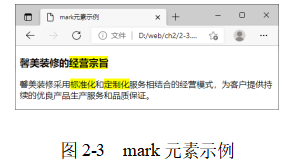 mark元素示例
文件 D:/web/ch2/2-3....
馨美装修的经营宗旨
馨美装修采用标准化和定制化服务相结合的经营模式，为客户提供持
续的优良产品生产服务和品质保证。
图 2-3 mark 元素示例